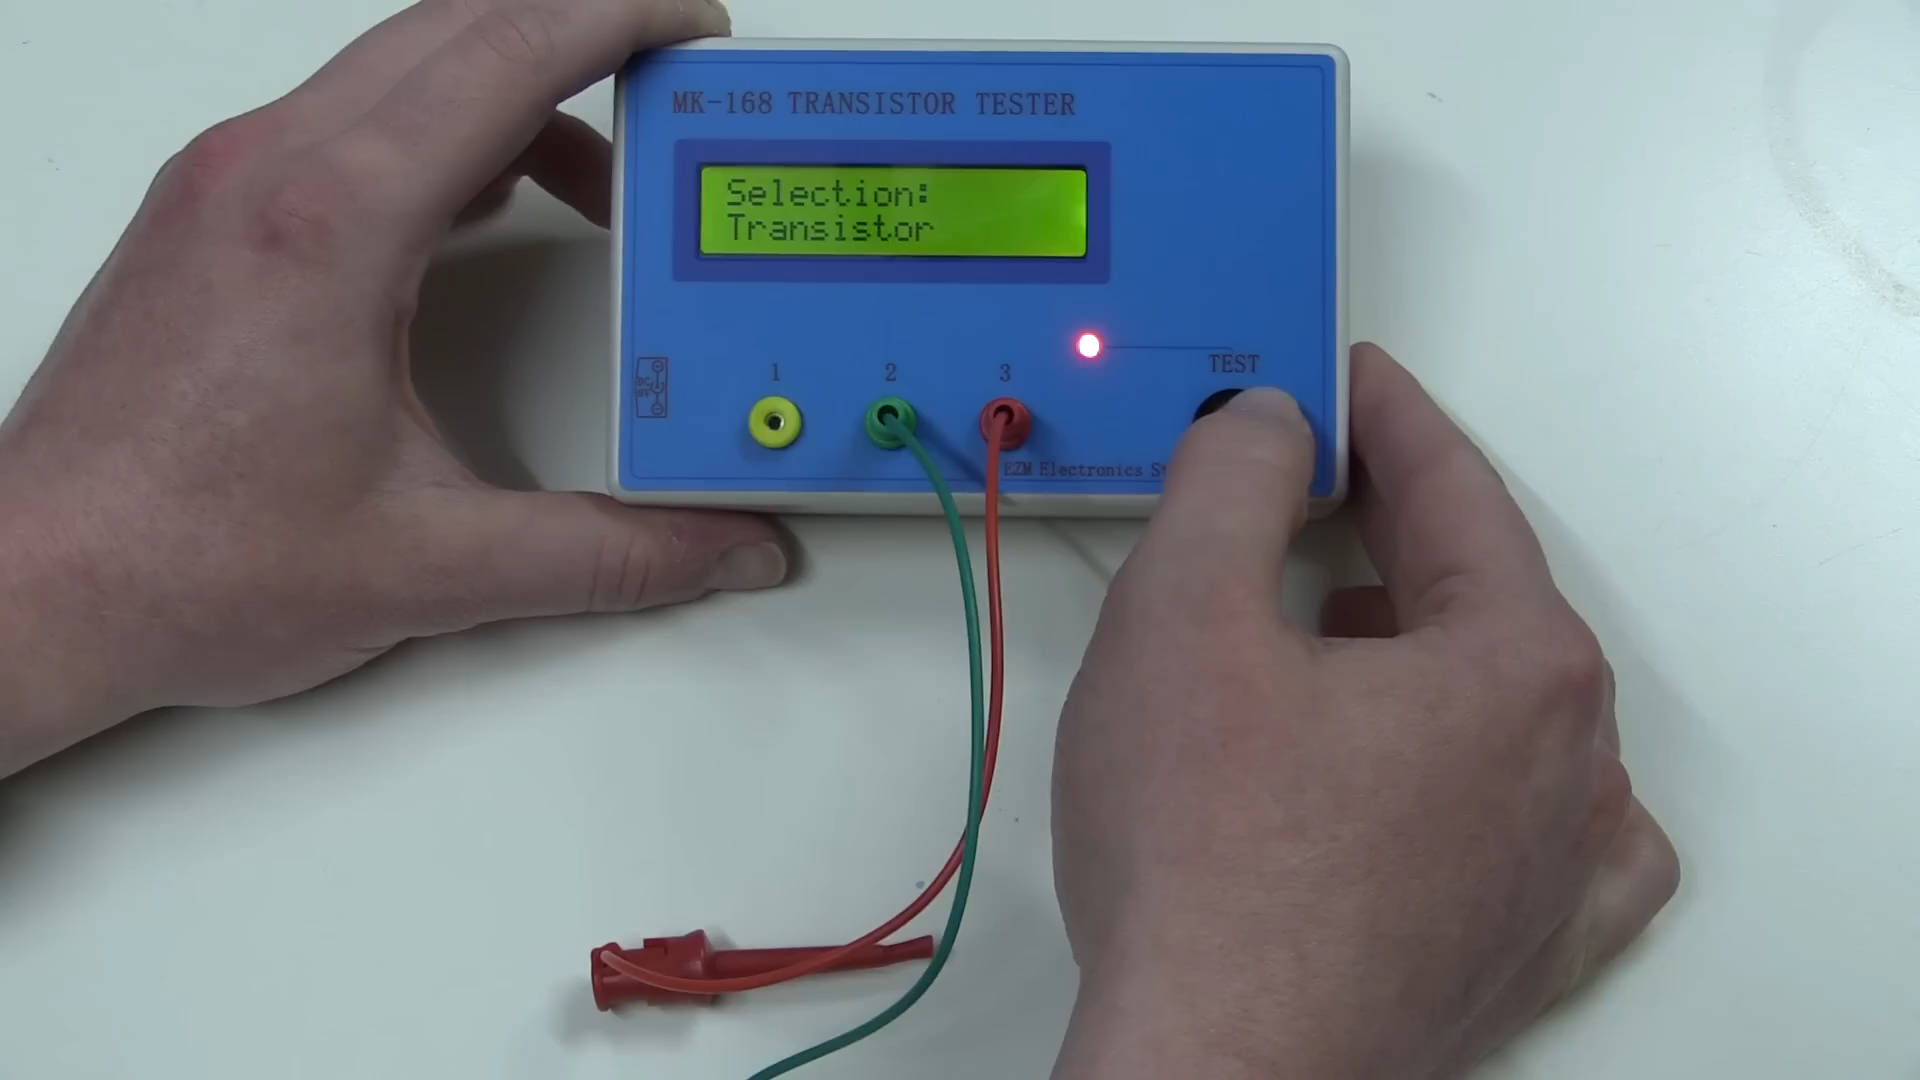 MK-168 TRANSISTOR TESTER
Selection:
Transistor
TEST
1 2 3
EZM Electronics